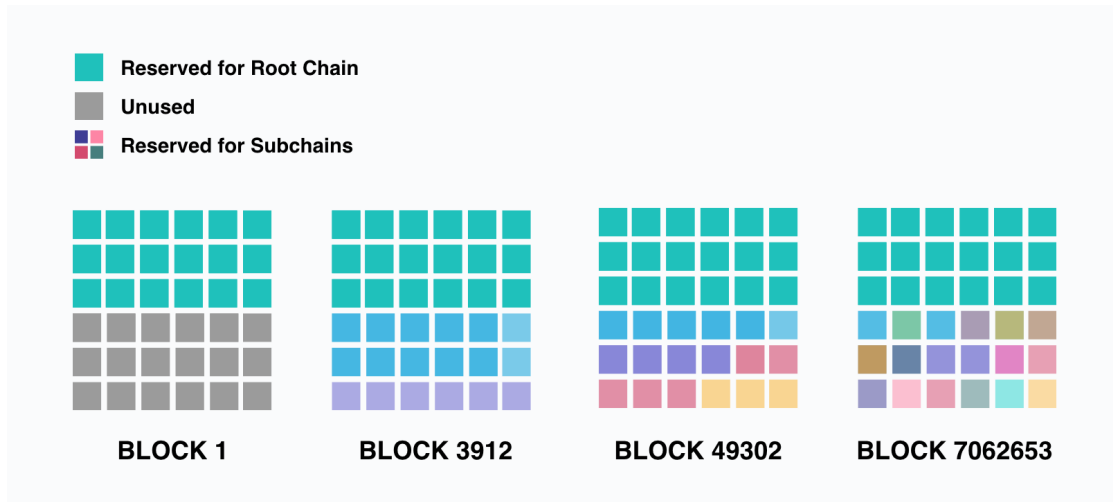 Reserved for Root Chain
Unused
Reserved for Subchains
BLOCK 1
BLOCK 3912
BLOCK 49302
BLOCK 7062653